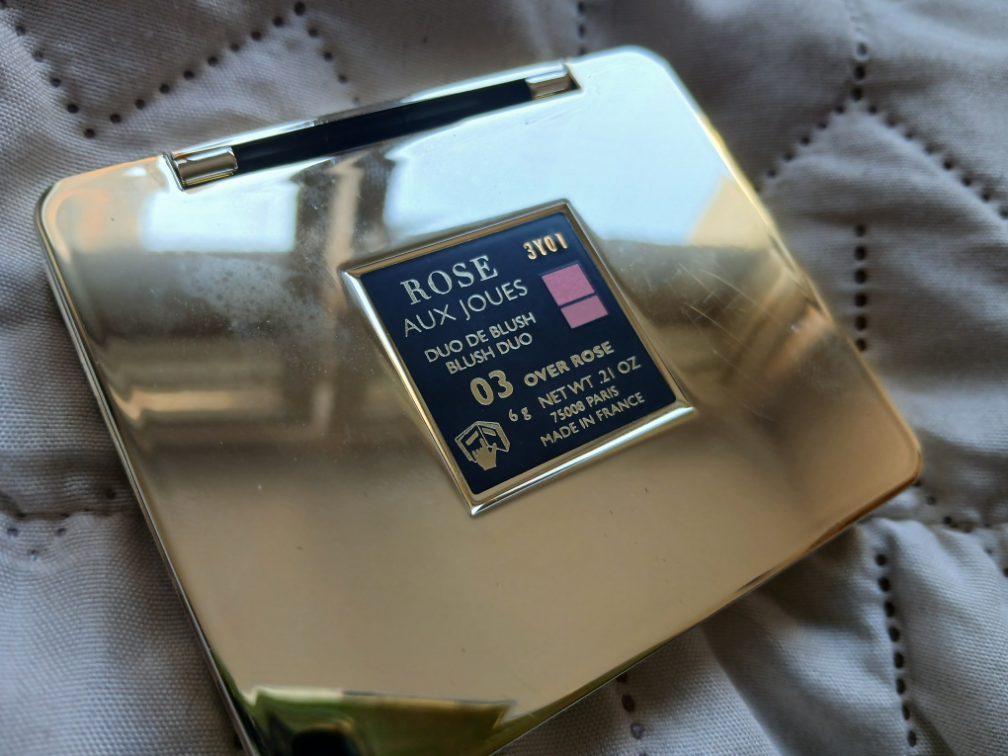 3Y01
ROSE
AUX JOUES
DUO DE BLUSH
BLUSH DUO
03 OVER ROSE
6 g NET WT .21 OZ
75008 PARIS
MADE IN FRANCE